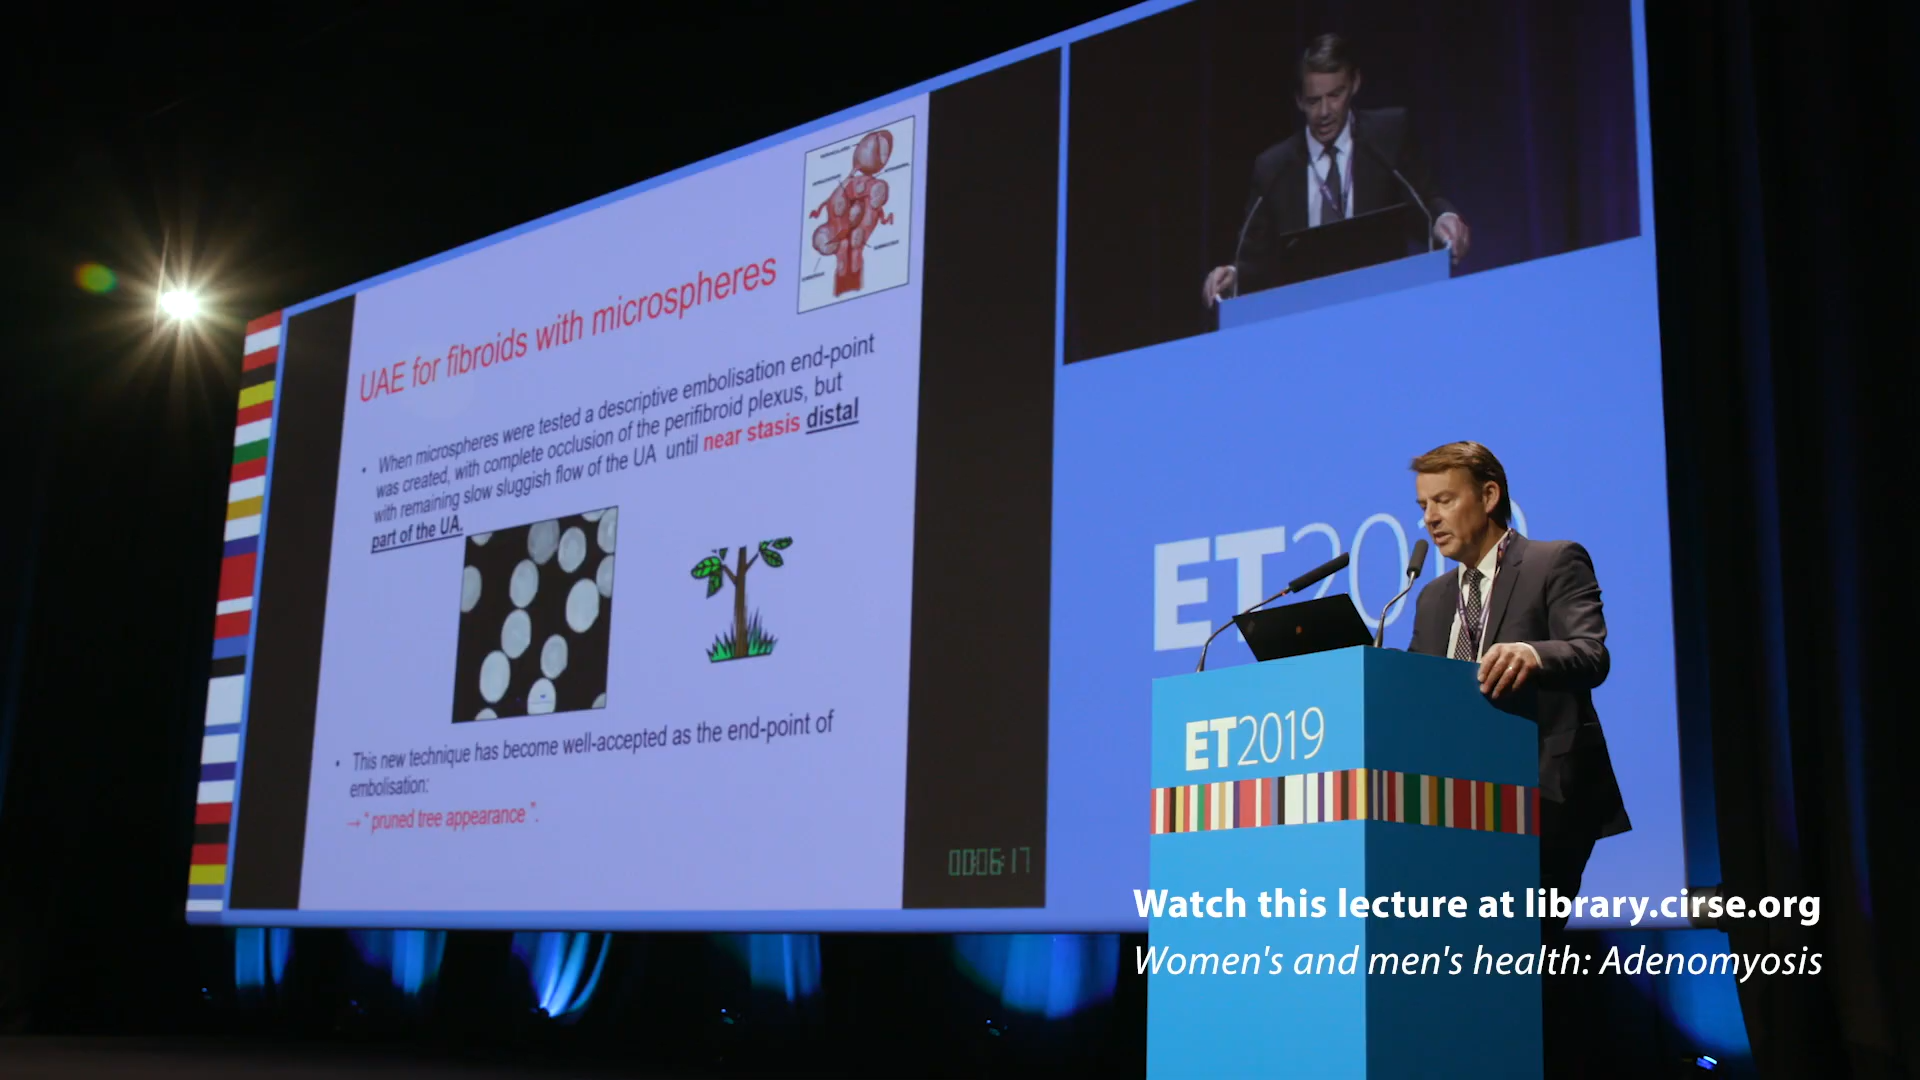 UAE for fibroids with microspheres
• When microspheres were tested a descriptive embolisation end-point
was created, with complete occlusion of the perifibroid plexus, but
with remaining slow sluggish flow of the UA until near stasis distal
part of the UA.
• This new technique has become well-accepted as the end-point of
embolisation:
→ “ pruned tree appearance ”.
00:06:17
ET2019
ET2019
Watch this lecture at library.cirse.org
Women's and men's health: Adenomyosis